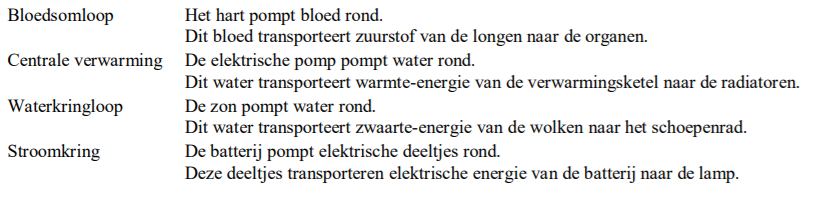 Bloedsomloop Het hart pompt bloed rond.
Dit bloed transporteert zuurstof van de longen naar de organen.
Centrale verwarming De elektrische pomp pompt water rond.
Dit water transporteert warmte-energie van de verwarmingsketel naar de radiatoren.
Waterkringloop De zon pompt water rond.
Dit water transporteert zwaarte-energie van de wolken naar het schoepenrad.
Stroomkring De batterij pompt elektrische deeltjes rond.
Deze deeltjes transporteren elektrische energie van de batterij naar de lamp.